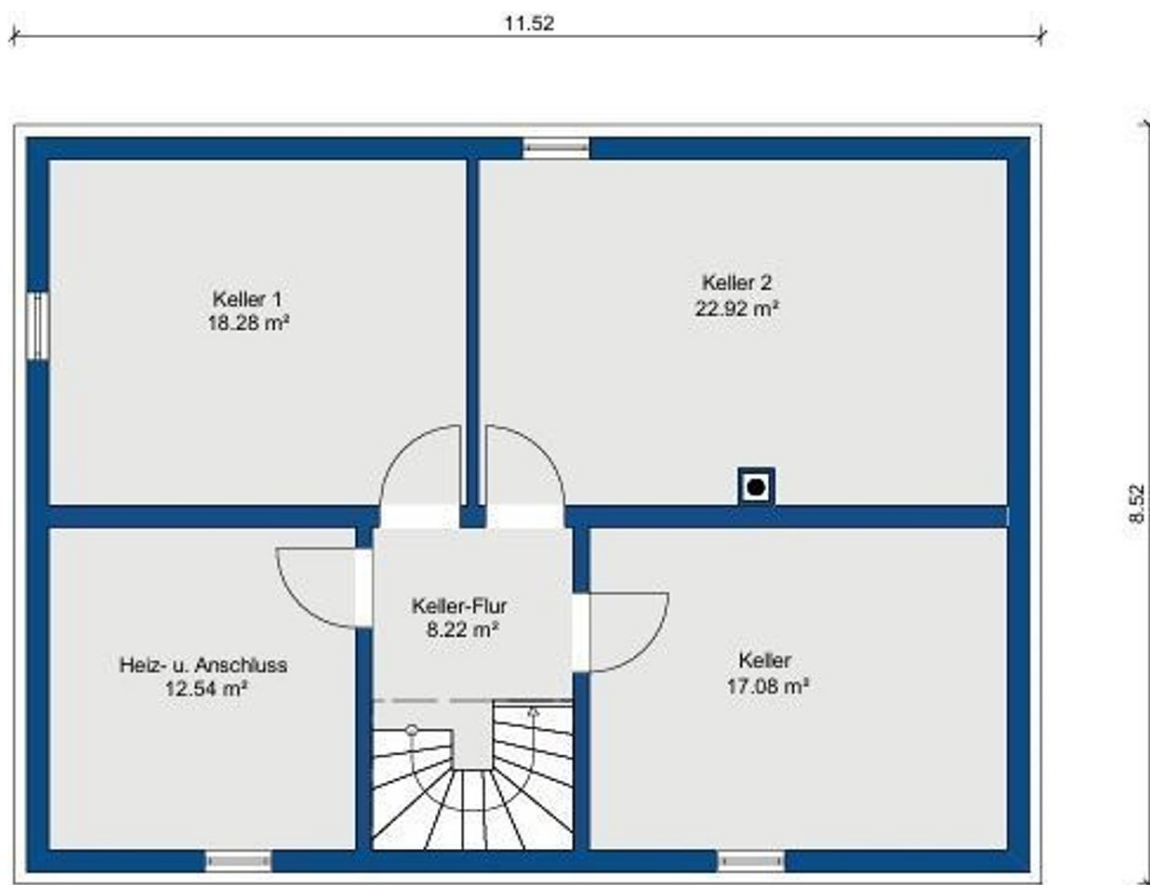 11.52
Keller 1
18.28 m²
Keller 2
22.92 m²
8.52
Keller-Flur
8.22 m²
Heiz- u. Anschluss
12.54 m²
Keller
17.08 m²